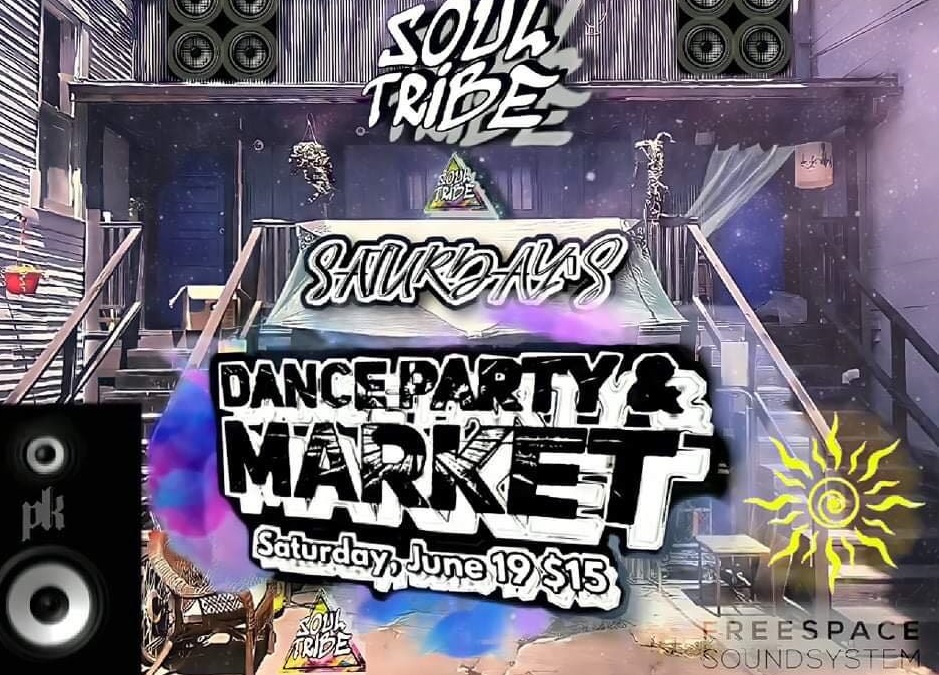 SOUL
TRIBE
SOUL
TRIBE
SATURDAY'S
DANCE PARTY &
MARKET
Saturday, June 19 $15
pk
SOUL
TRIBE
FREESPACE
SOUNDSYSTEM